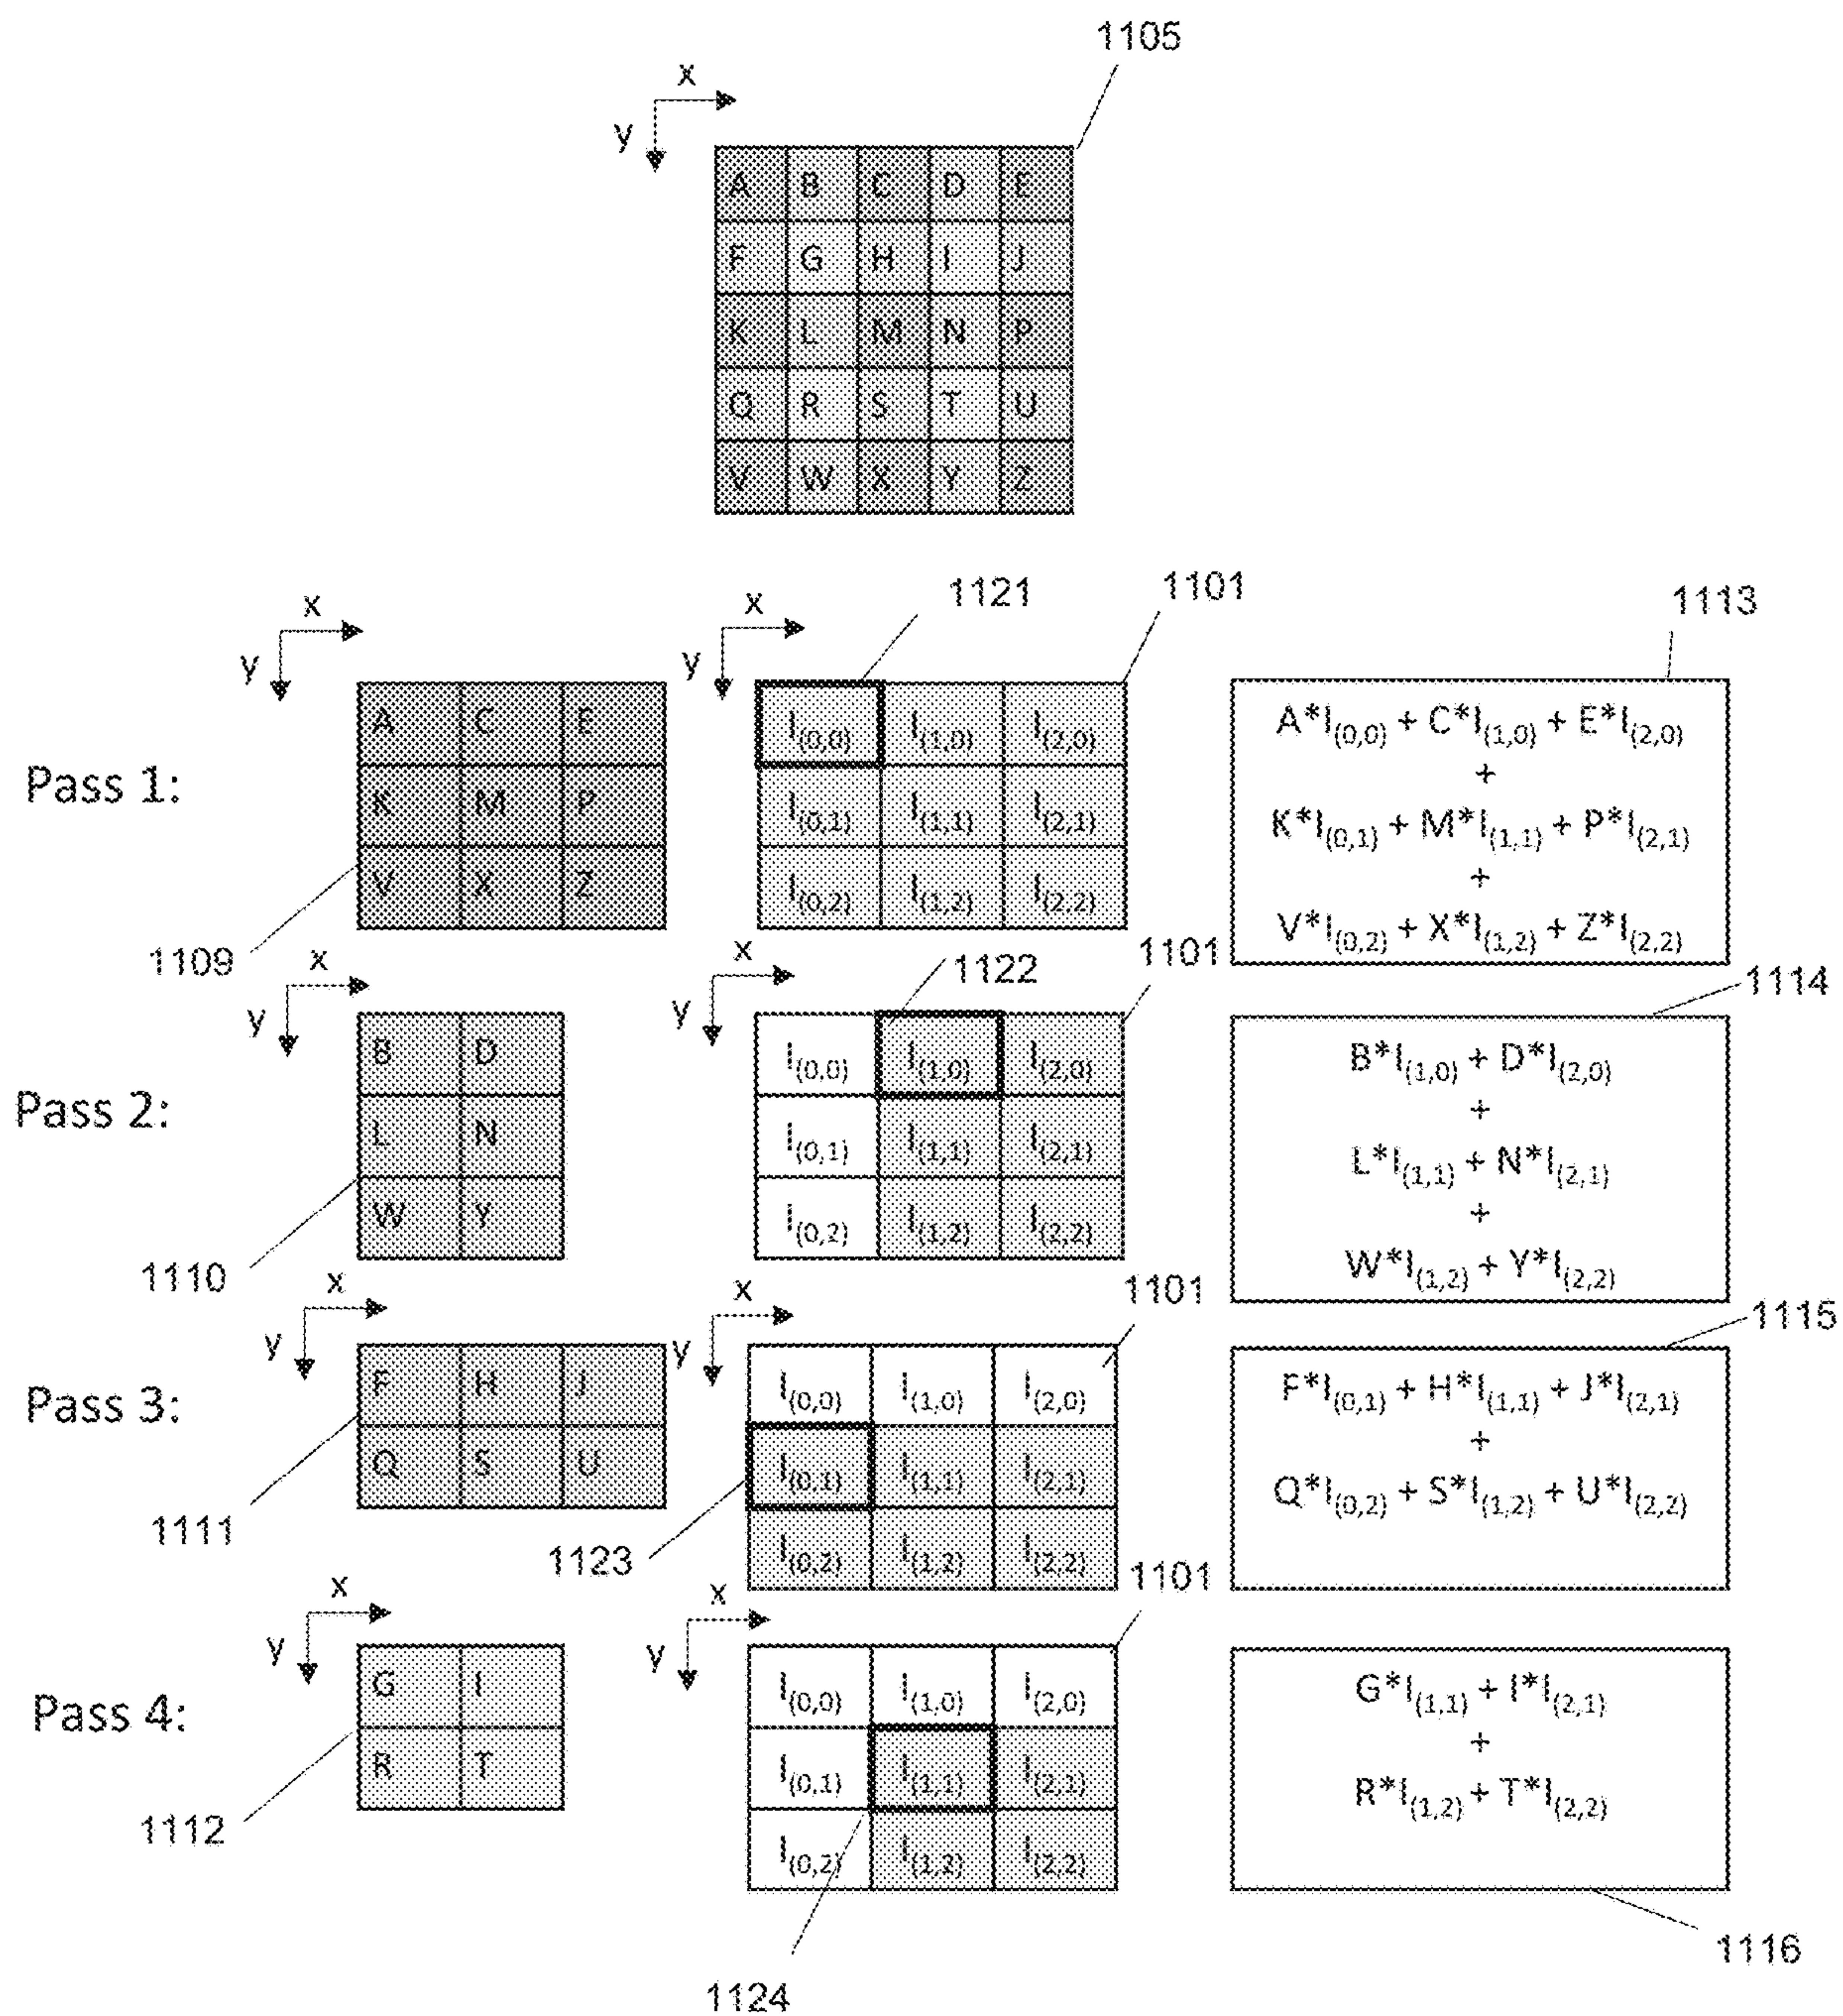 1105
x
y
A B C D E
F G H I J
K L M N P
Q R S T U
V W X Y Z
1121
1101
1113
x
y
x
y
Pass 1:
A C E
K M P
V X Z
I(0,0) I(1,0) I(2,0)
I(0,1) I(1,1) I(2,1)
I(0,2) I(1,2) I(2,2)
A*I(0,0) + C*I(1,0) + E*I(2,0)
+
K*I(0,1) + M*I(1,1) + P*I(2,1)
+
V*I(0,2) + X*I(1,2) + Z*I(2,2)
1109
1122
1101
1114
x
y
x
y
Pass 2:
B D
L N
W Y
I(0,0) I(1,0) I(2,0)
I(0,1) I(1,1) I(2,1)
I(0,2) I(1,2) I(2,2)
B*I(1,0) + D*I(2,0)
+
L*I(1,1) + N*I(2,1)
+
W*I(1,2) + Y*I(2,2)
1110
1101
1115
x
y
x
y
Pass 3:
F H J
Q S U
I(0,0) I(1,0) I(2,0)
I(0,1) I(1,1) I(2,1)
I(0,2) I(1,2) I(2,2)
F*I(0,1) + H*I(1,1) + J*I(2,1)
+
Q*I(0,2) + S*I(1,2) + U*I(2,2)
1111
1123
1101
x
y
x
y
Pass 4:
G I
R T
I(0,0) I(1,0) I(2,0)
I(0,1) I(1,1) I(2,1)
I(0,2) I(1,2) I(2,2)
G*I(1,1) + I*I(2,1)
+
R*I(1,2) + T*I(2,2)
1112
1124
1116